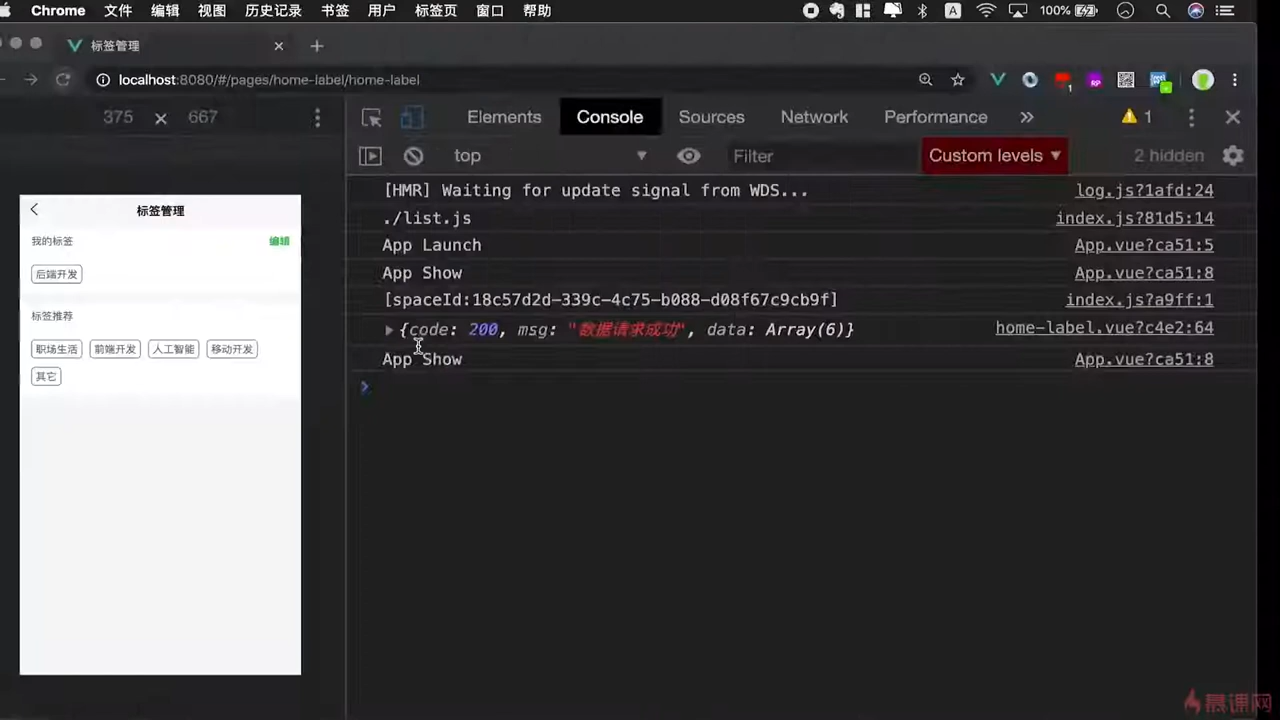 Chrome 文件 编辑 视图 历史记录 书签 用户 标签页 窗口 帮助 A 100%
标签管理
localhost:8080/#/pages/home-label/home-label
375 × 667
Elements Console Sources Network Performance » 1
top Filter Custom levels 2 hidden
标签管理
我的标签 编辑
后端开发
标签推荐
职场生活 前端开发 人工智能 移动开发
其它
[HMR] Waiting for update signal from WDS... log.js?1afd:24
./list.js index.js?81d5:14
App Launch App.vue?ca51:5
App Show App.vue?ca51:8
[spaceId:18c57d2d-339c-4c75-b088-d08f67c9cb9f] index.js?a9ff:1
{code: 200, msg: "数据请求成功", data: Array(6)} home-label.vue?c4e2:64
App Show App.vue?ca51:8
慕课网